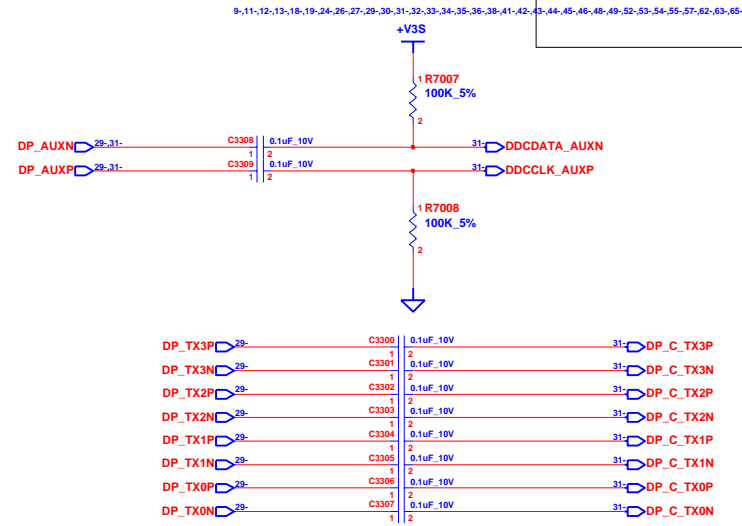 9-,11-,12-,13-,18-,19-,24-,26-,27-,29-,30-,31-,32-,33-,34-,35-,36-,38-,41-,42-,43-,44-,45-,46-,48-,49-,52-,53-,54-,55-,57-,62-,63-,65-
+V3S
1 R7007
100K_5%
2
DP_AUXN 29-,31- C3308 0.1uF_10V 31- DDCDATA_AUXN
1 2
DP_AUXP 29-,31- C3309 0.1uF_10V 31- DDCCLK_AUXP
1 2
1 R7008
100K_5%
2
DP_TX3P 29- C3300 0.1uF_10V 31- DP_C_TX3P
1 2
DP_TX3N 29- C3301 0.1uF_10V 31- DP_C_TX3N
1 2
DP_TX2P 29- C3302 0.1uF_10V 31- DP_C_TX2P
1 2
DP_TX2N 29- C3303 0.1uF_10V 31- DP_C_TX2N
1 2
DP_TX1P 29- C3304 0.1uF_10V 31- DP_C_TX1P
1 2
DP_TX1N 29- C3305 0.1uF_10V 31- DP_C_TX1N
1 2
DP_TX0P 29- C3306 0.1uF_10V 31- DP_C_TX0P
1 2
DP_TX0N 29- C3307 0.1uF_10V 31- DP_C_TX0N
1 2